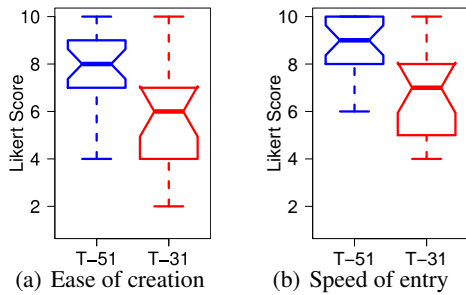 Likert Score
10
8
6
4
2
T-51 T-31
(a) Ease of creation
Likert Score
10
8
6
4
2
T-51 T-31
(b) Speed of entry